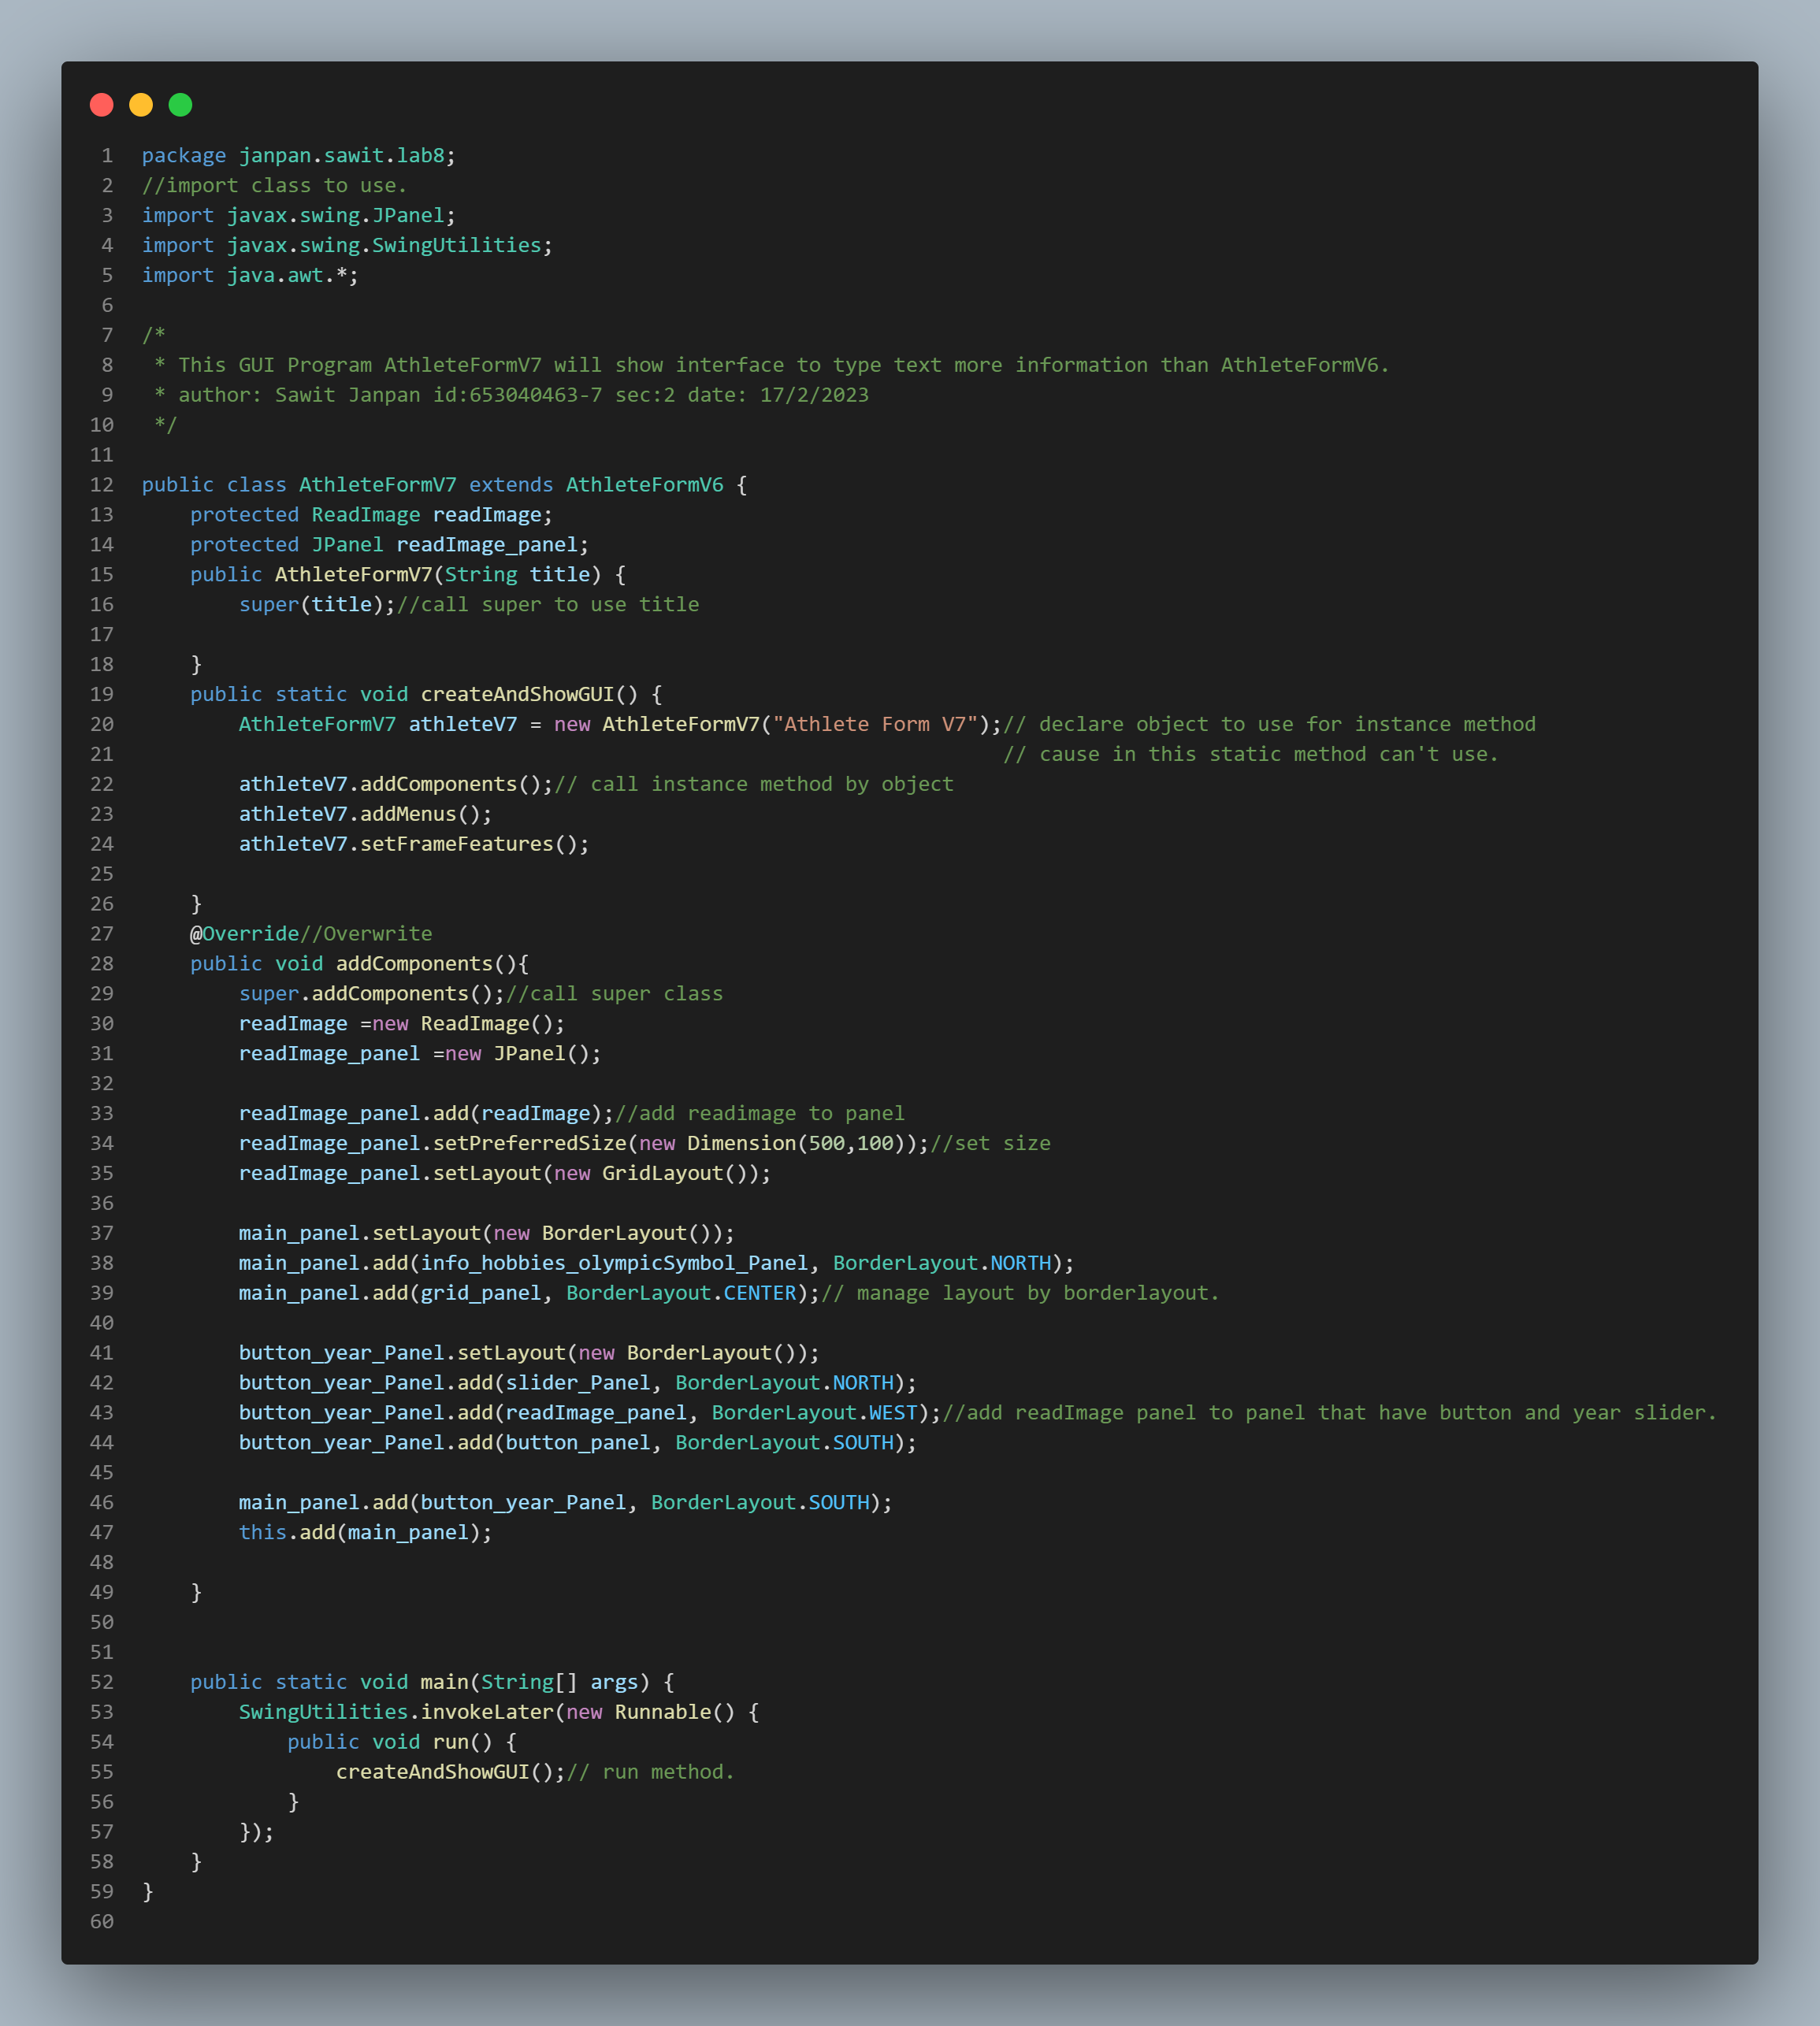 1 package janpan.sawit.lab8;
2 //import class to use.
3 import javax.swing.JPanel;
4 import javax.swing.SwingUtilities;
5 import java.awt.*;
6
7 /*
8  * This GUI Program AthleteFormV7 will show interface to type text more information than AthleteFormV6.
9  * author: Sawit Janpan id:653040463-7 sec:2 date: 17/2/2023
10  */
11
12 public class AthleteFormV7 extends AthleteFormV6 {
13     protected ReadImage readImage;
14     protected JPanel readImage_panel;
15     public AthleteFormV7(String title) {
16         super(title);//call super to use title
17
18     }
19     public static void createAndShowGUI() {
20         AthleteFormV7 athleteV7 = new AthleteFormV7("Athlete Form V7");// declare object to use for instance method
21                                                                        // cause in this static method can't use.
22         athleteV7.addComponents();// call instance method by object
23         athleteV7.addMenus();
24         athleteV7.setFrameFeatures();
25
26     }
27     @Override//Overwrite
28     public void addComponents(){
29         super.addComponents();//call super class
30         readImage =new ReadImage();
31         readImage_panel =new JPanel();
32
33         readImage_panel.add(readImage);//add readimage to panel
34         readImage_panel.setPreferredSize(new Dimension(500,100));//set size
35         readImage_panel.setLayout(new GridLayout());
36
37         main_panel.setLayout(new BorderLayout());
38         main_panel.add(info_hobbies_olympicSymbol_Panel, BorderLayout.NORTH);
39         main_panel.add(grid_panel, BorderLayout.CENTER);// manage layout by borderlayout.
40
41         button_year_Panel.setLayout(new BorderLayout());
42         button_year_Panel.add(slider_Panel, BorderLayout.NORTH);
43         button_year_Panel.add(readImage_panel, BorderLayout.WEST);//add readImage panel to panel that have button and year slider.
44         button_year_Panel.add(button_panel, BorderLayout.SOUTH);
45
46         main_panel.add(button_year_Panel, BorderLayout.SOUTH);
47         this.add(main_panel);
48
49     }
50
51
52     public static void main(String[] args) {
53         SwingUtilities.invokeLater(new Runnable() {
54             public void run() {
55                 createAndShowGUI();// run method.
56             }
57         });
58     }
59 }
60